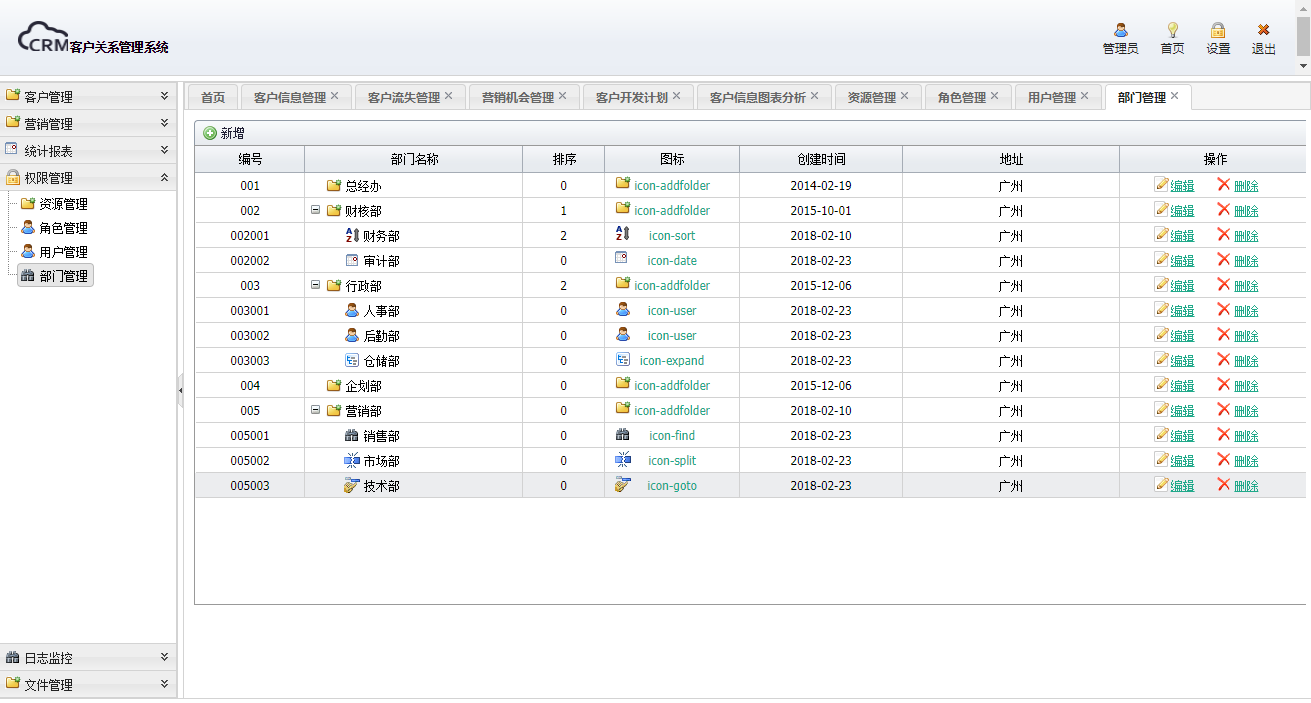 CRM客户关系管理系统
管理员 首页 设置 退出
客户管理
营销管理
统计报表
权限管理
资源管理
角色管理
用户管理
部门管理
日志监控
文件管理
首页 客户信息管理 客户流失管理 营销机会管理 客户开发计划 客户信息图表分析 资源管理 角色管理 用户管理 部门管理
新增
编号 部门名称 排序 图标 创建时间 地址 操作
001 总经办 0 icon-addfolder 2014-02-19 广州 编辑 删除
002 财核部 1 icon-addfolder 2015-10-01 广州 编辑 删除
002001 财务部 2 icon-sort 2018-02-10 广州 编辑 删除
002002 审计部 0 icon-date 2018-02-23 广州 编辑 删除
003 行政部 2 icon-addfolder 2015-12-06 广州 编辑 删除
003001 人事部 0 icon-user 2018-02-23 广州 编辑 删除
003002 后勤部 0 icon-user 2018-02-23 广州 编辑 删除
003003 仓储部 0 icon-expand 2018-02-23 广州 编辑 删除
004 企划部 0 icon-addfolder 2015-12-06 广州 编辑 删除
005 营销部 0 icon-addfolder 2018-02-10 广州 编辑 删除
005001 销售部 0 icon-find 2018-02-23 广州 编辑 删除
005002 市场部 0 icon-split 2018-02-23 广州 编辑 删除
005003 技术部 0 icon-goto 2018-02-23 广州 编辑 删除